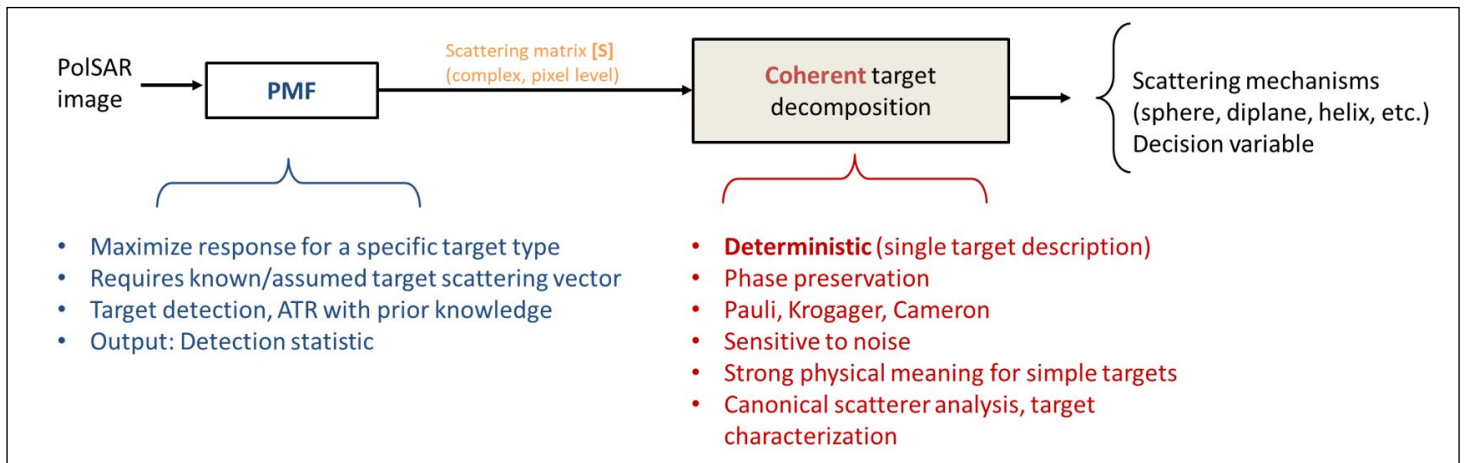 PolSAR
image
PMF
Scattering matrix [S]
(complex, pixel level)
Coherent target
decomposition
Scattering mechanisms
(sphere, diplane, helix, etc.)
Decision variable
• Maximize response for a specific target type
• Requires known/assumed target scattering vector
• Target detection, ATR with prior knowledge
• Output: Detection statistic
• Deterministic (single target description)
• Phase preservation
• Pauli, Krogager, Cameron
• Sensitive to noise
• Strong physical meaning for simple targets
• Canonical scatterer analysis, target
characterization